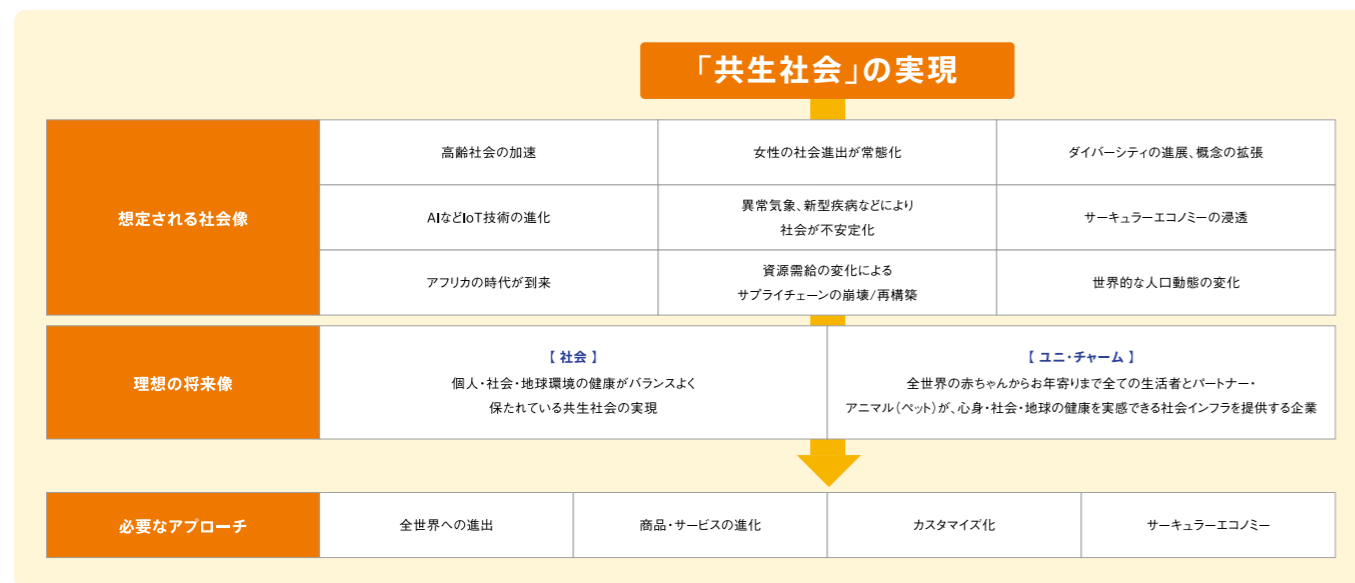 「共生社会」の実現
想定される社会像
高齢社会の加速
女性の社会進出が常態化
ダイバーシティの進展、概念の拡張
AIなどIoT技術の進化
異常気象、新型疾病などにより
社会が不安定化
サーキュラーエコノミーの浸透
アフリカの時代が到来
資源需給の変化による
サプライチェーンの崩壊/再構築
世界的な人口動態の変化
理想の将来像
【 社会 】
個人・社会・地球環境の健康がバランスよく
保たれている共生社会の実現
【 ユニ・チャーム 】
全世界の赤ちゃんからお年寄りまで全ての生活者とパートナー・
アニマル（ペット）が、心身・社会・地球の健康を実感できる社会インフラを提供する企業
必要なアプローチ
全世界への進出
商品・サービスの進化
カスタマイズ化
サーキュラーエコノミー